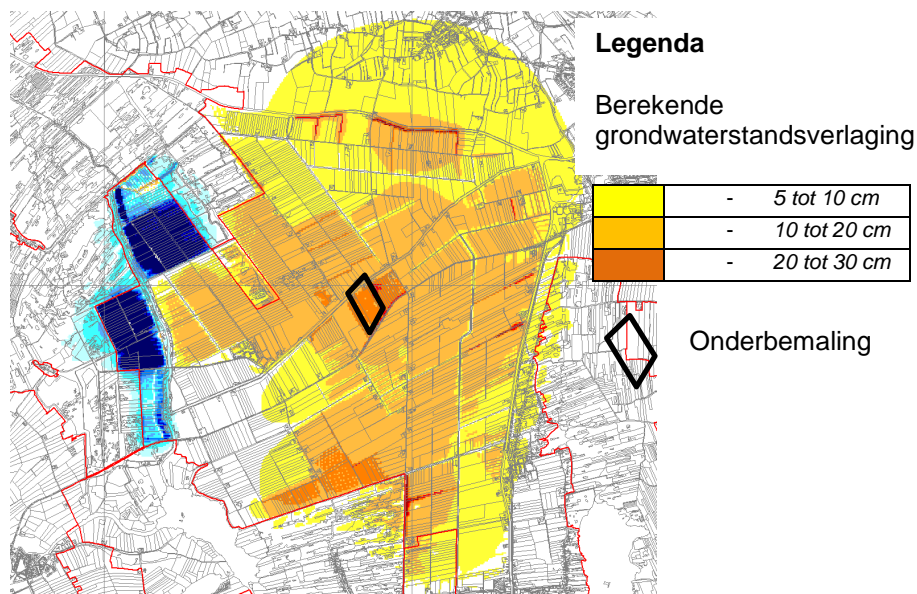 Legenda
Berekende
grondwaterstandsverlaging
- 5 tot 10 cm
- 10 tot 20 cm
- 20 tot 30 cm
Onderbemaling